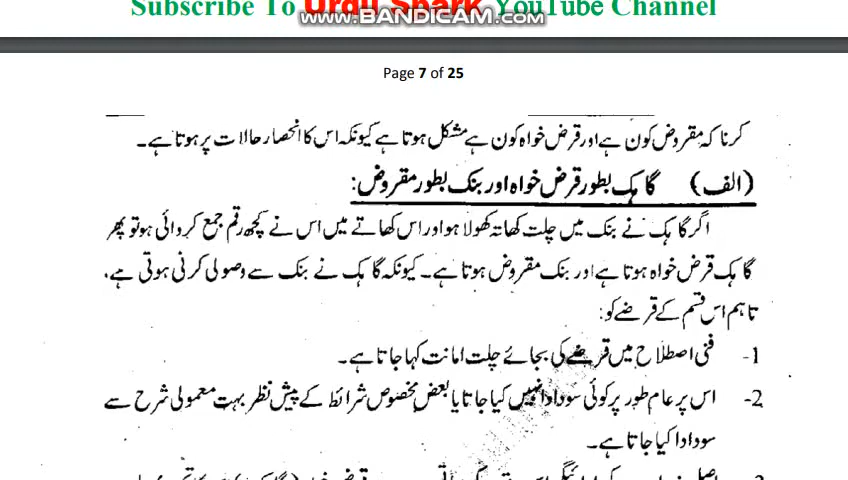 Subscribe To Urdu Spark YouTube Channel
www.BANDICAM.com
Page 7 of 25
کرنا کہ مقروض کون ہے اور قرض خواہ کون ہے مشکل ہوتا ہے کیونکہ اس کا انحصار حالات پر ہوتا ہے۔
(الف) گاہک بطور قرض خواہ اور بنک بطور مقروض:
اگر گاہک نے بنک میں چلت کھاتہ کھولا ہو اور اس کھاتے میں اس نے کچھ رقم جمع کروائی ہو تو پھر
گاہک قرض خواہ ہوتا ہے اور بنک مقروض ہوتا ہے۔ کیونکہ گاہک نے بنک سے وصولی کرنی ہوتی ہے،
تاہم اس قسم کے قرضے کو:
1- فنی اصطلاح میں قرضے کی بجائے چلت امانت کہا جاتا ہے۔
2- اس پر عام طور پر کوئی سود ادا نہیں کیا جاتا یا بعض مخصوص شرائط کے پیش نظر بہت معمولی شرح سے
سود ادا کیا جاتا ہے۔